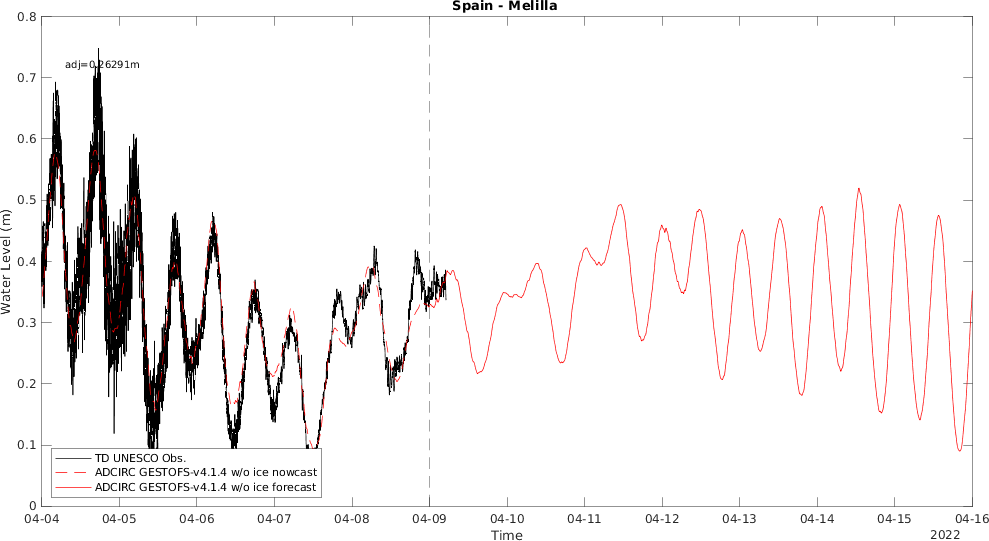 Spain - Melilla
0.8
0.7
0.6
0.5
0.4
0.3
0.2
0.1
0
Water Level (m)
adj=0.26291m
TD UNESCO Obs.
ADCIRC GESTOFS-v4.1.4 w/o ice nowcast
ADCIRC GESTOFS-v4.1.4 w/o ice forecast
04-04 04-05 04-06 04-07 04-08 04-09 04-10 04-11 04-12 04-13 04-14 04-15 04-16
Time
2022